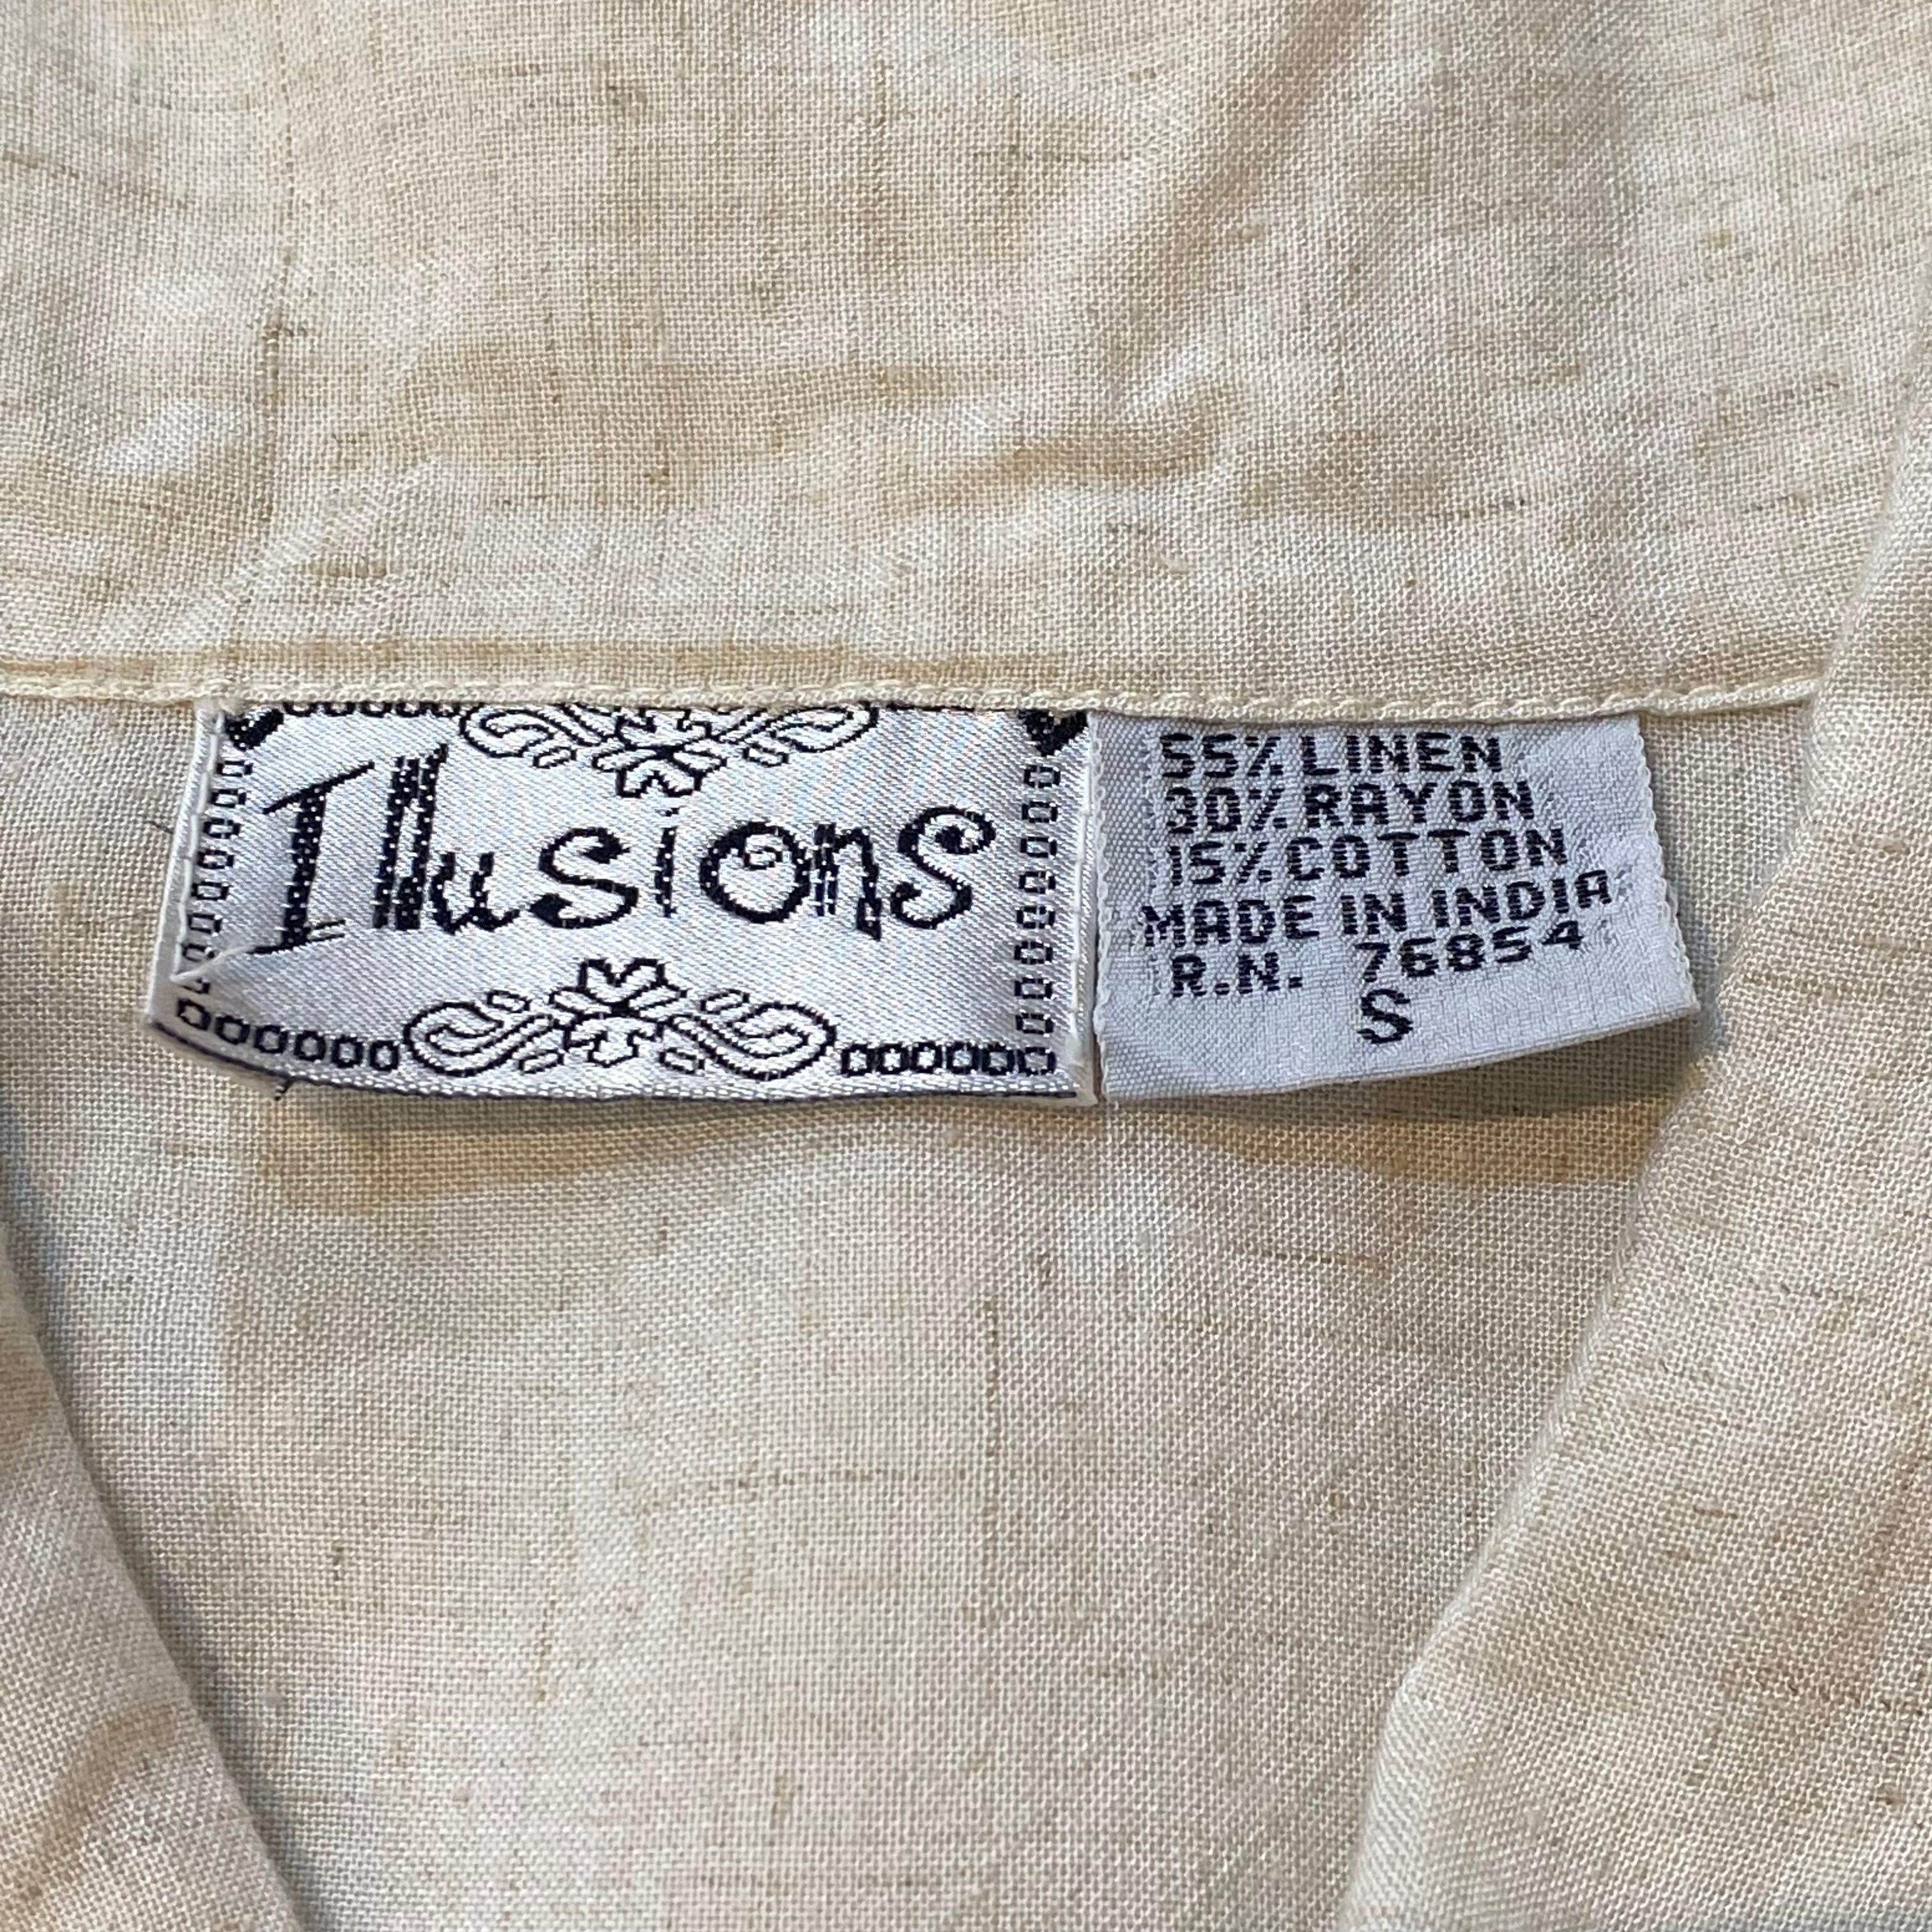 Illusions
55% LINEN
30% RAYON
15% COTTON
MADE IN INDIA
R.N. 76854
S